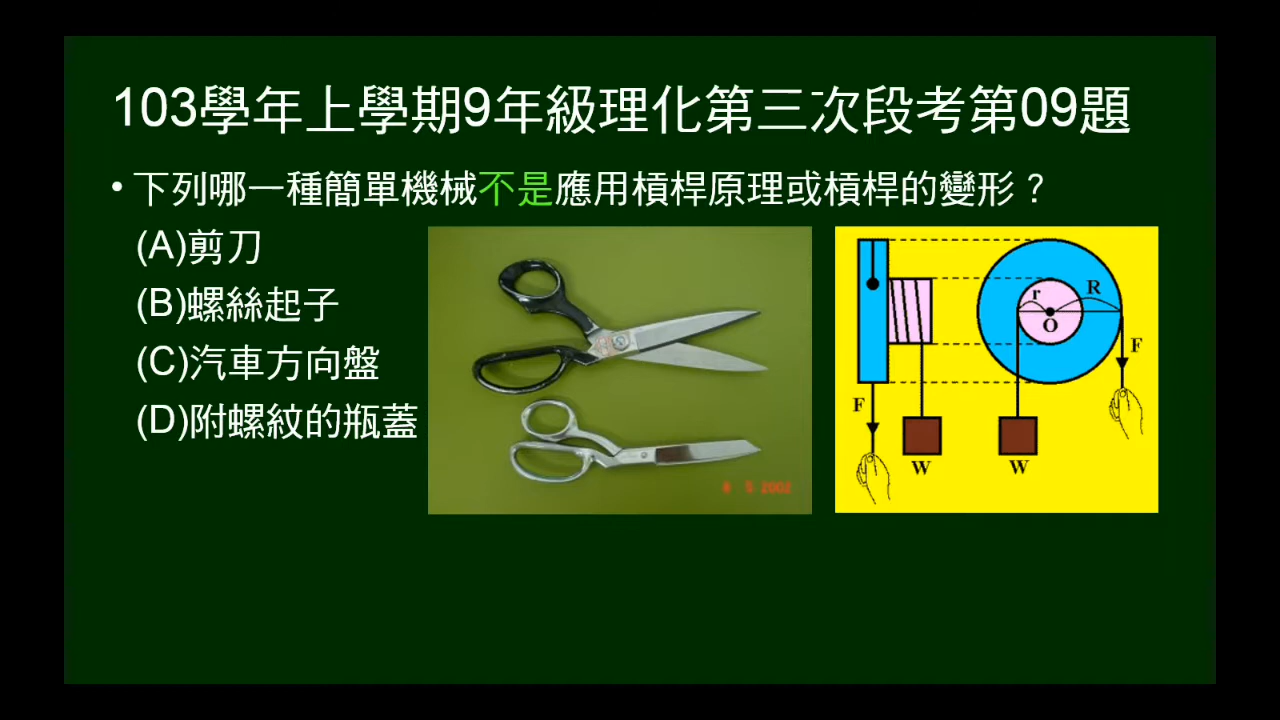 103學年上學期9年級理化第三次段考第09題
• 下列哪一種簡單機械不是應用槓桿原理或槓桿的變形？
(A)剪刀
(B)螺絲起子
(C)汽車方向盤
(D)附螺紋的瓶蓋
8 5 2002
r R
O
F
F
W W